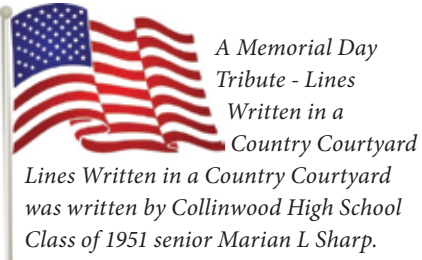 A Memorial Day
Tribute - Lines
Written in a
Country Courtyard
Lines Written in a Country Courtyard
was written by Collinwood High School
Class of 1951 senior Marian L Sharp.